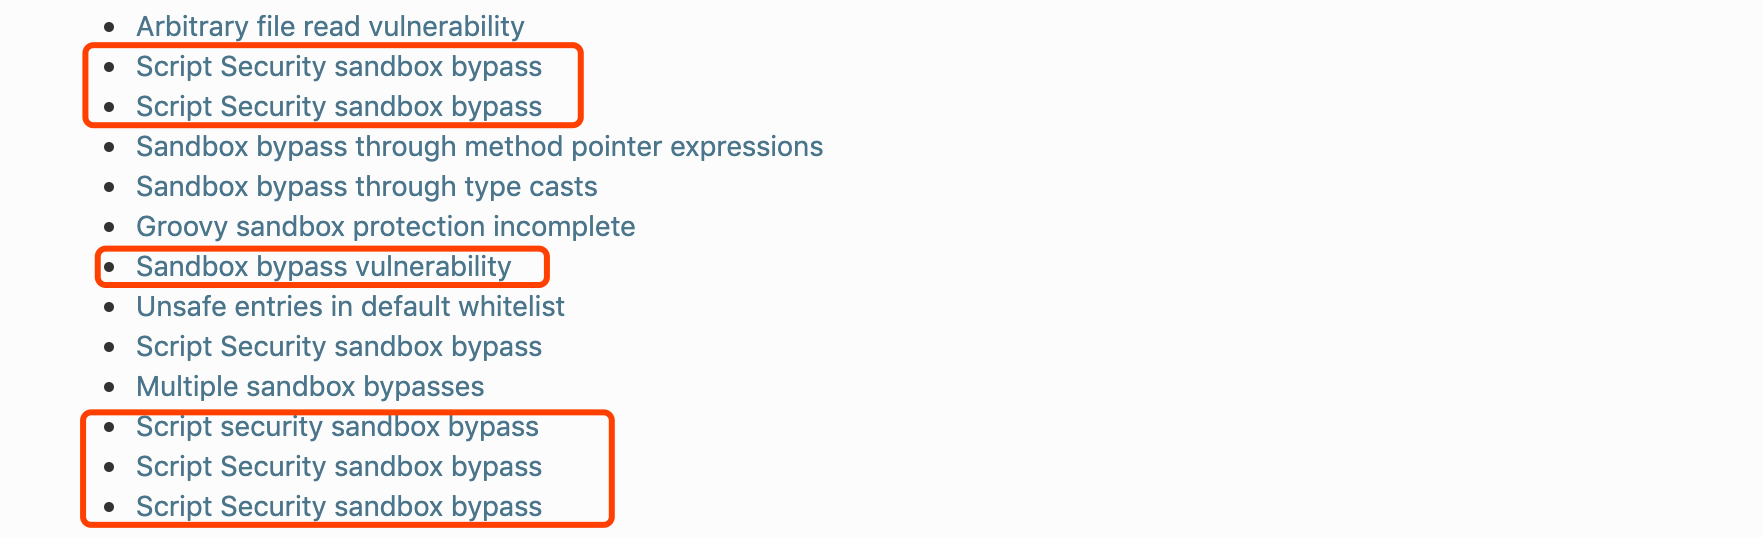 Arbitrary file read vulnerability
Script Security sandbox bypass
Script Security sandbox bypass
Sandbox bypass through method pointer expressions
Sandbox bypass through type casts
Groovy sandbox protection incomplete
Sandbox bypass vulnerability
Unsafe entries in default whitelist
Script Security sandbox bypass
Multiple sandbox bypasses
Script security sandbox bypass
Script Security sandbox bypass
Script Security sandbox bypass